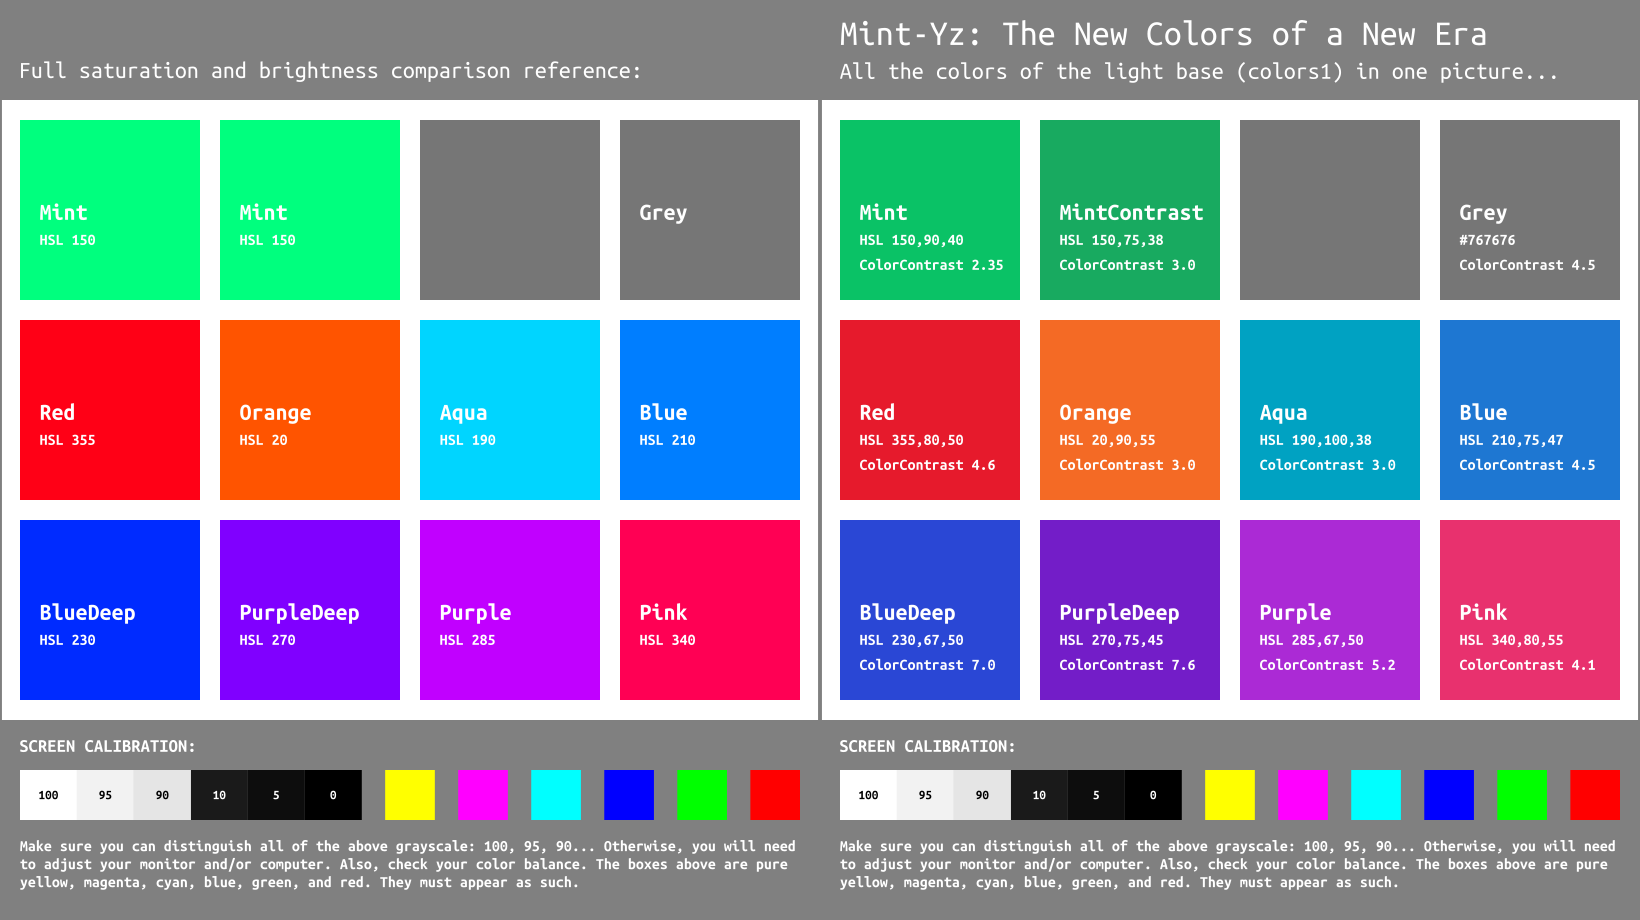 Full saturation and brightness comparison reference:
Mint
HSL 150
Mint
HSL 150
Grey
Red
HSL 355
Orange
HSL 20
Aqua
HSL 190
Blue
HSL 210
BlueDeep
HSL 230
PurpleDeep
HSL 270
Purple
HSL 285
Pink
HSL 340
SCREEN CALIBRATION:
100 95 90 10 5 0
Make sure you can distinguish all of the above grayscale: 100, 95, 90... Otherwise, you will need
to adjust your monitor and/or computer. Also, check your color balance. The boxes above are pure
yellow, magenta, cyan, blue, green, and red. They must appear as such.
Mint-Yz: The New Colors of a New Era
All the colors of the light base (colors1) in one picture...
Mint
HSL 150,90,40
ColorContrast 2.35
MintContrast
HSL 150,75,38
ColorContrast 3.0
Grey
#767676
ColorContrast 4.5
Red
HSL 355,80,50
ColorContrast 4.6
Orange
HSL 20,90,55
ColorContrast 3.0
Aqua
HSL 190,100,38
ColorContrast 3.0
Blue
HSL 210,75,47
ColorContrast 4.5
BlueDeep
HSL 230,67,50
ColorContrast 7.0
PurpleDeep
HSL 270,75,45
ColorContrast 7.6
Purple
HSL 285,67,50
ColorContrast 5.2
Pink
HSL 340,80,55
ColorContrast 4.1
SCREEN CALIBRATION:
100 95 90 10 5 0
Make sure you can distinguish all of the above grayscale: 100, 95, 90... Otherwise, you will need
to adjust your monitor and/or computer. Also, check your color balance. The boxes above are pure
yellow, magenta, cyan, blue, green, and red. They must appear as such.